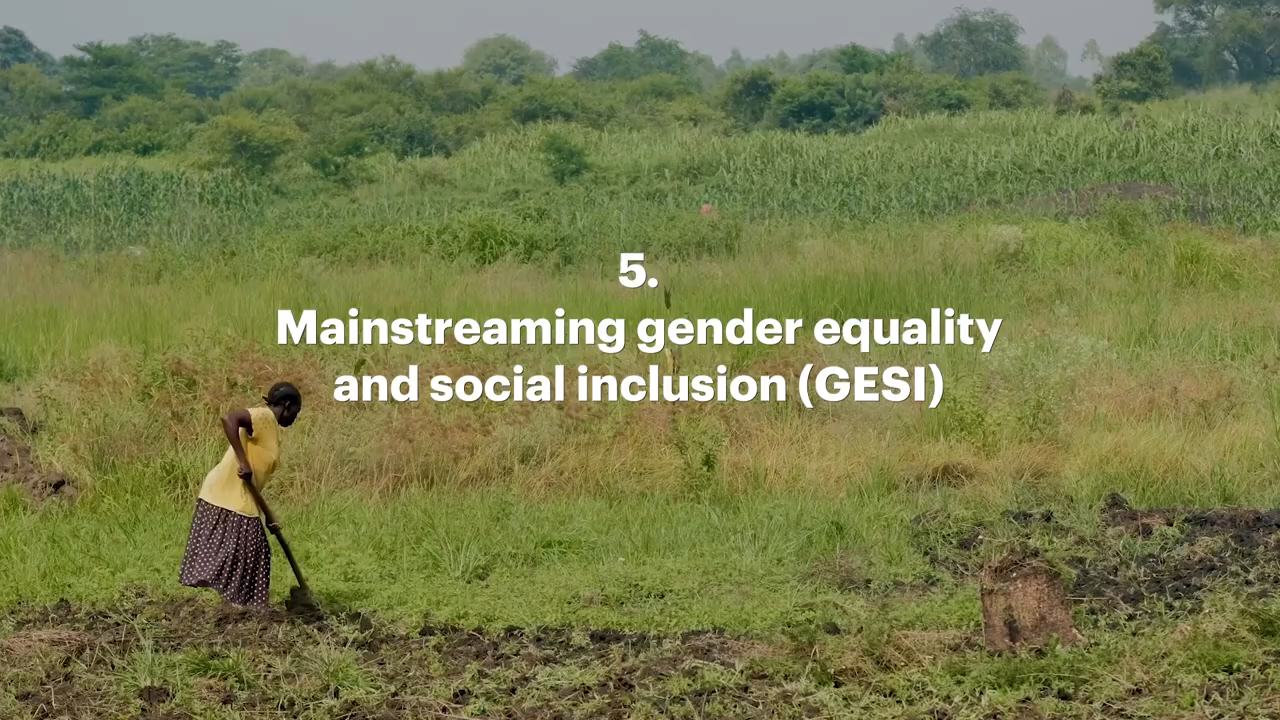 5.
Mainstreaming gender equality
and social inclusion (GESI)